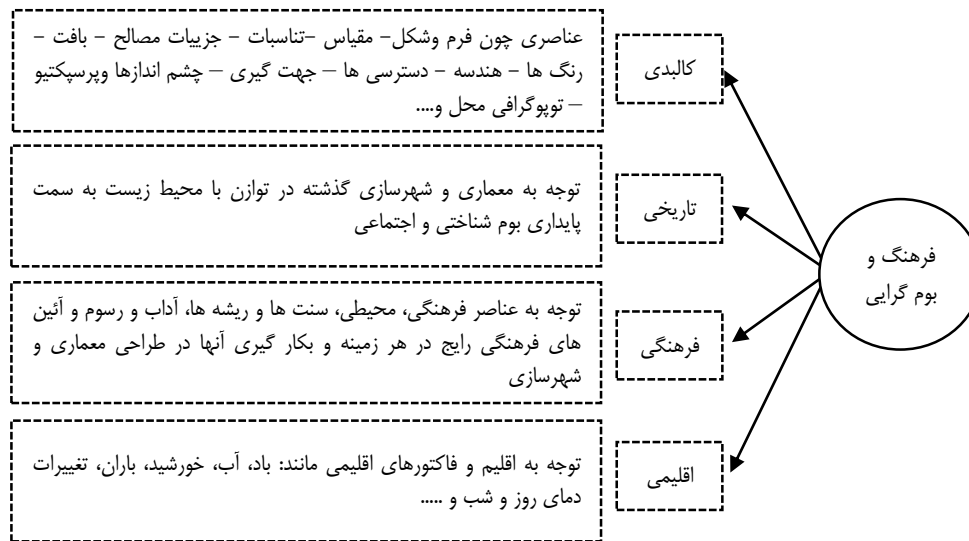 فرهنگ و
بوم گرایی
کالبدی
عناصری چون فرم وشکل– مقیاس –تناسبات – جزییات مصالح – بافت –
رنگ ها – هندسه – دسترسی ها – جهت گیری – چشم اندازها وپرسپکتیو
– توپوگرافی محل و....
تاریخی
توجه به معماری و شهرسازی گذشته در توازن با محیط زیست به سمت
پایداری بوم شناختی و اجتماعی
فرهنگی
توجه به عناصر فرهنگی، محیطی، سنت ها و ریشه ها، آداب و رسوم و آئین
های فرهنگی رایج در هر زمینه و بکار گیری آنها در طراحی معماری و
شهرسازی
اقلیمی
توجه به اقلیم و فاکتورهای اقلیمی مانند: باد، آب، خورشید، باران، تغییرات
دمای روز و شب و .....